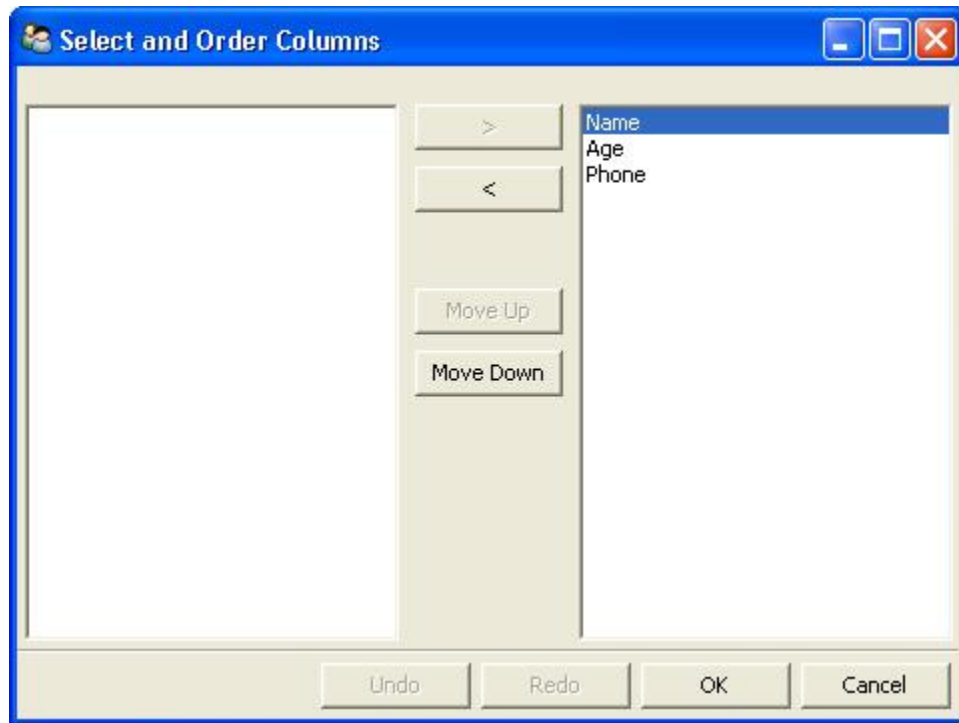 Select and Order Columns
>
<
Move Up
Move Down
Name
Age
Phone
Undo
Redo
OK
Cancel